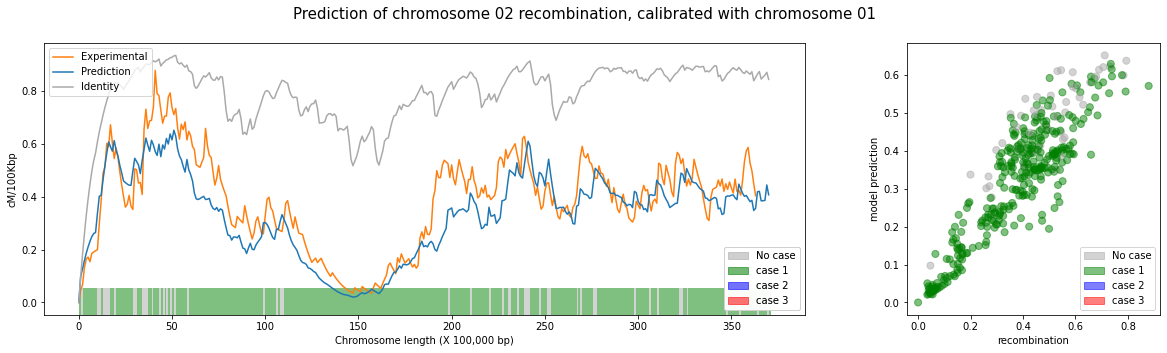 Prediction of chromosome 02 recombination, calibrated with chromosome 01
Experimental
Prediction
Identity
cM/100Kbp
0.8
0.6
0.4
0.2
0.0
No case
case 1
case 2
case 3
0 50 100 150 200 250 300 350
Chromosome length (X 100,000 bp)
model prediction
0.6
0.5
0.4
0.3
0.2
0.1
0.0
No case
case 1
case 2
case 3
0.0 0.2 0.4 0.6 0.8
recombination